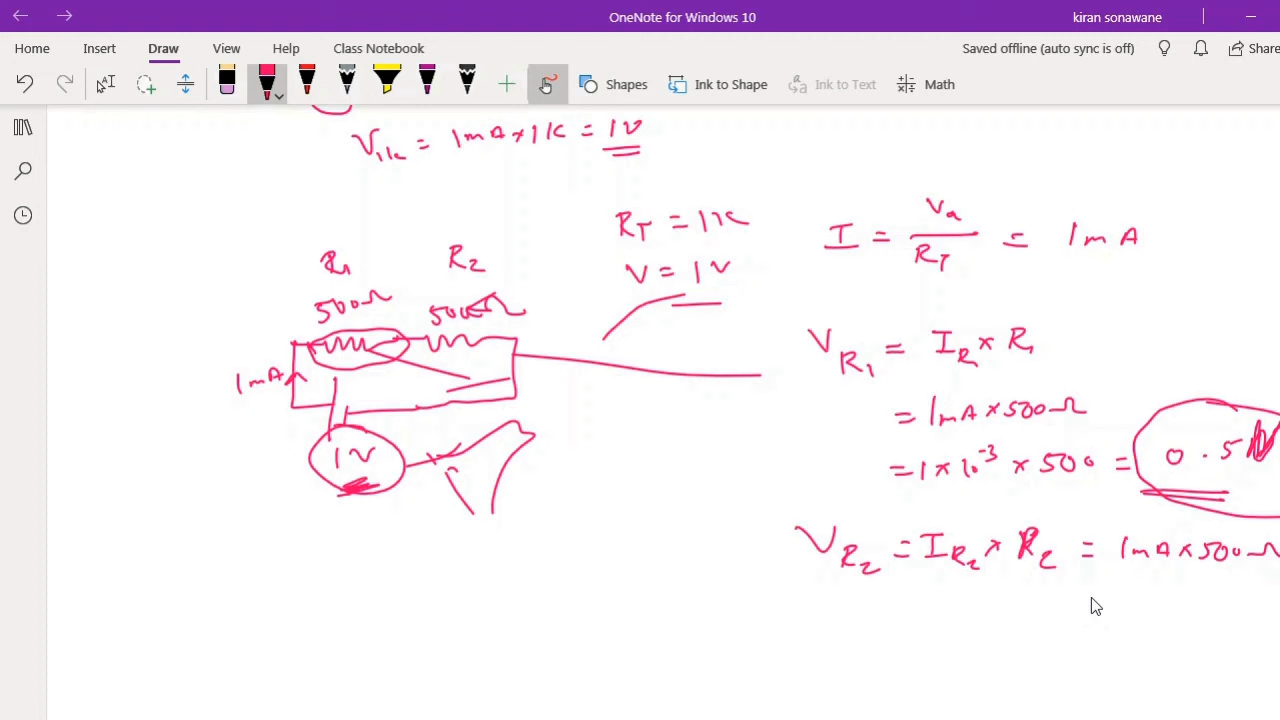 OneNote for Windows 10
kiran sonawane
Home Insert Draw View Help Class Notebook
Saved offline (auto sync is off)
Share
Shapes
Ink to Shape
Ink to Text
Math
V1k = 1mA × 1K = 1V
RT = 1K
V = 1V
I = Va / RT = 1mA
R1
R2
500Ω
500Ω
1mA
1V
VR1 = IR × R1
= 1mA × 500Ω
= 1 × 10⁻³ × 500 = 0.5V
VR2 = IR2 × R2 = 1mA × 500Ω